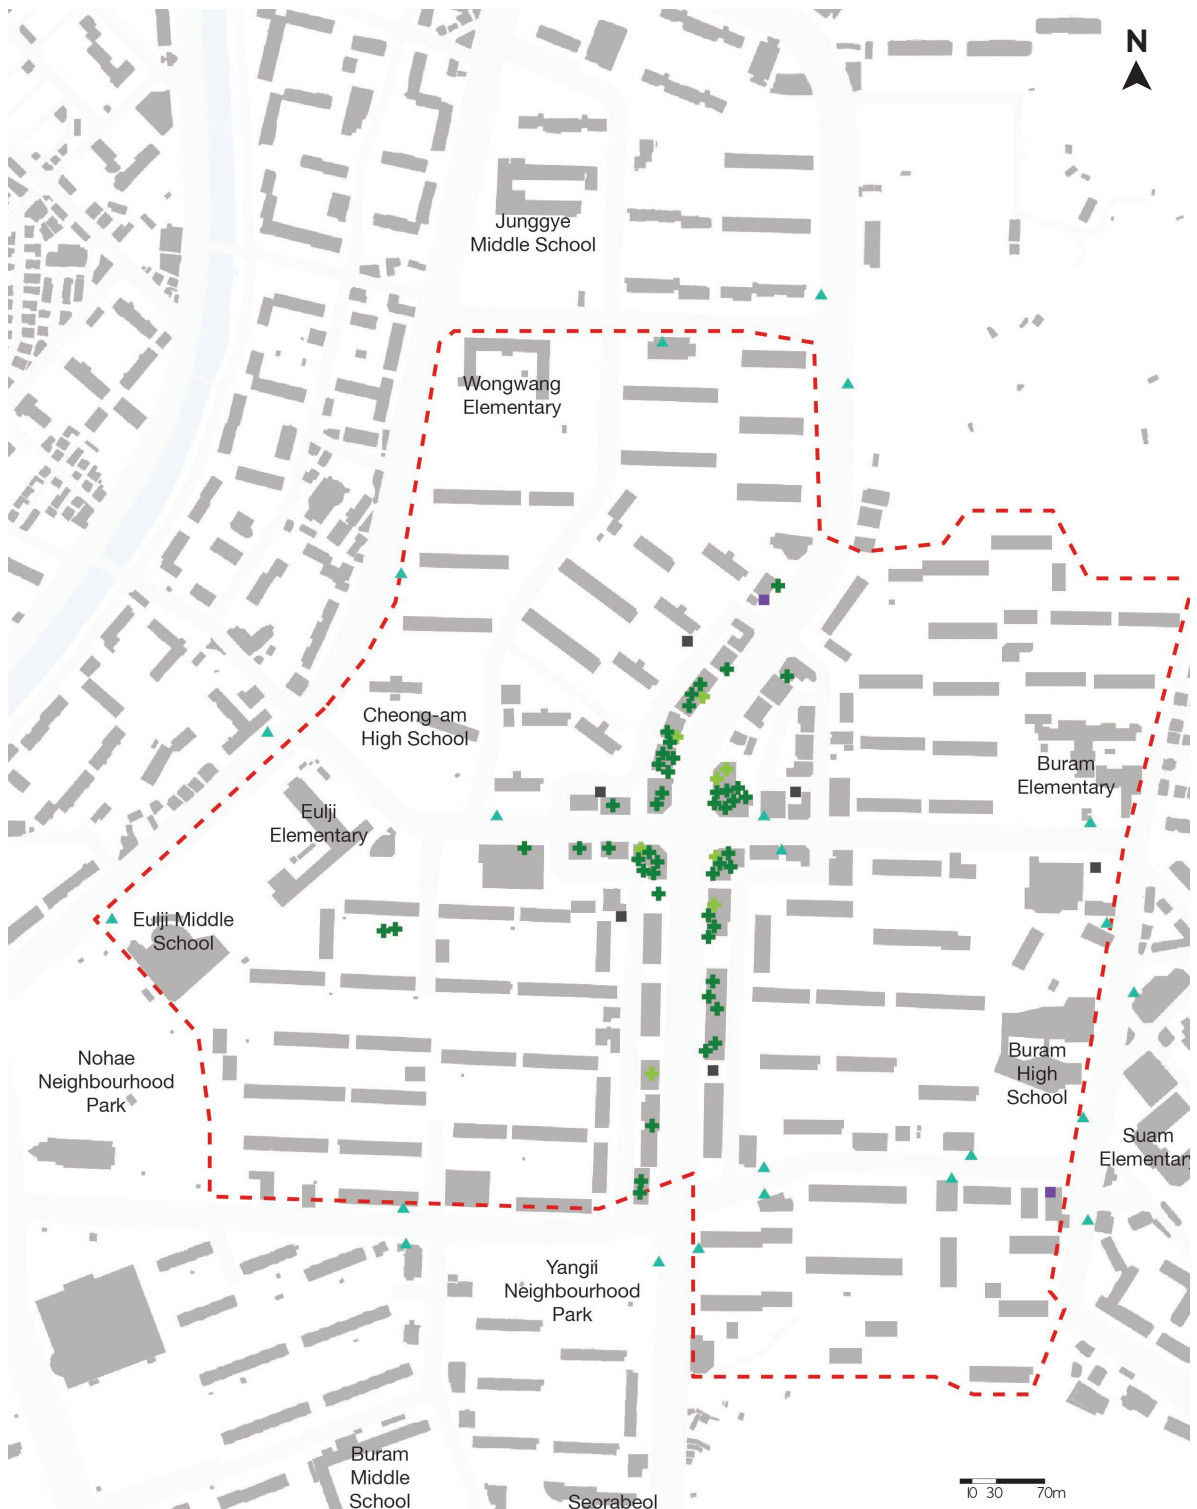 N
Junggye
Middle School
Wongwang
Elementary
Cheong-am
High School
Buram
Elementary
Eulji
Elementary
Eulji Middle
School
Nohae
Neighbourhood
Park
Buram
High
School
Suam
Elementary
Yangii
Neighbourhood
Park
Buram
Middle
School
Seorabeol
10 30 70m